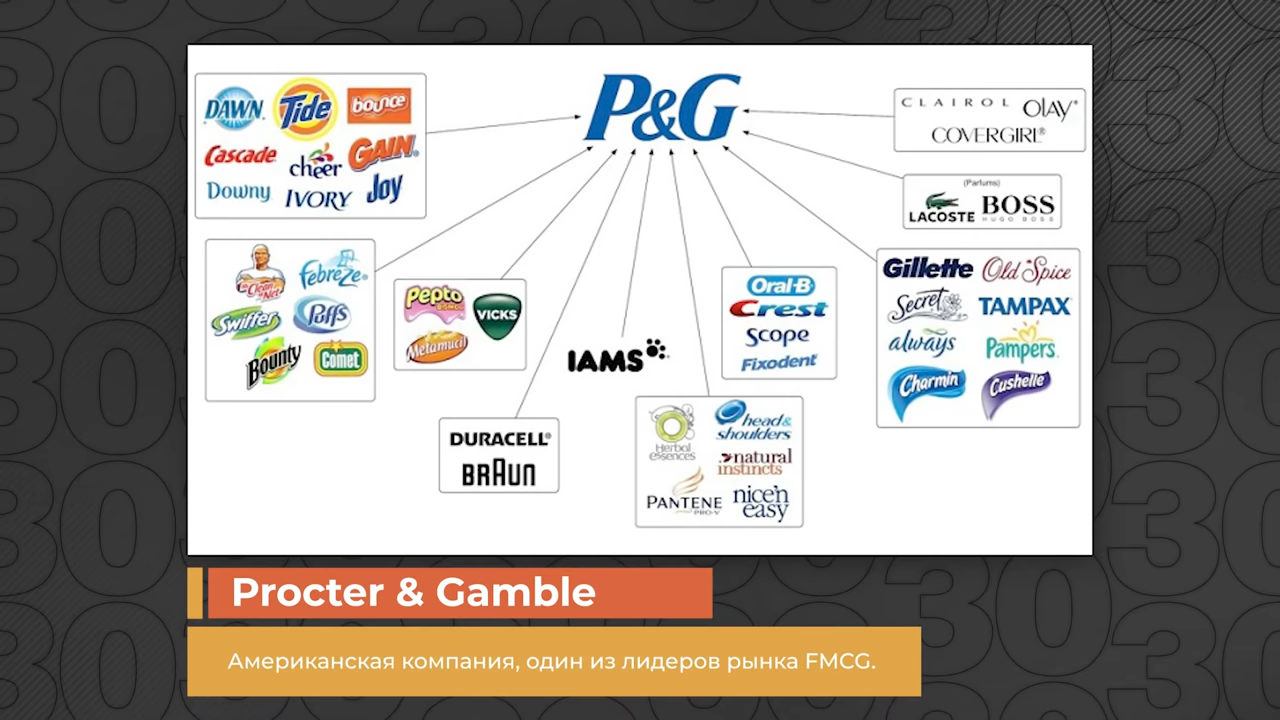 P&G
DAWN Tide bounce
Cascade cheer GAIN
Downy IVORY Joy
CLAIROL OLAY
COVERGIRL
(Parfums)
LACOSTE BOSS
HUGO BOSS
Mr.Clean Febreze
Swiffer Puffs
Bounty Comet
Pepto
BISMOL
VICKS
Metamucil
IAMS
Oral-B
Crest
Scope
Fixodent
Gillette Old Spice
Secret TAMPAX
always Pampers
Charmin Cushelle
DURACELL
BRAUN
Herbal
essences
head&
shoulders
natural
instincts
PANTENE
PRO-V
nice'n
easy
Procter & Gamble
Американская компания, один из лидеров рынка FMCG.